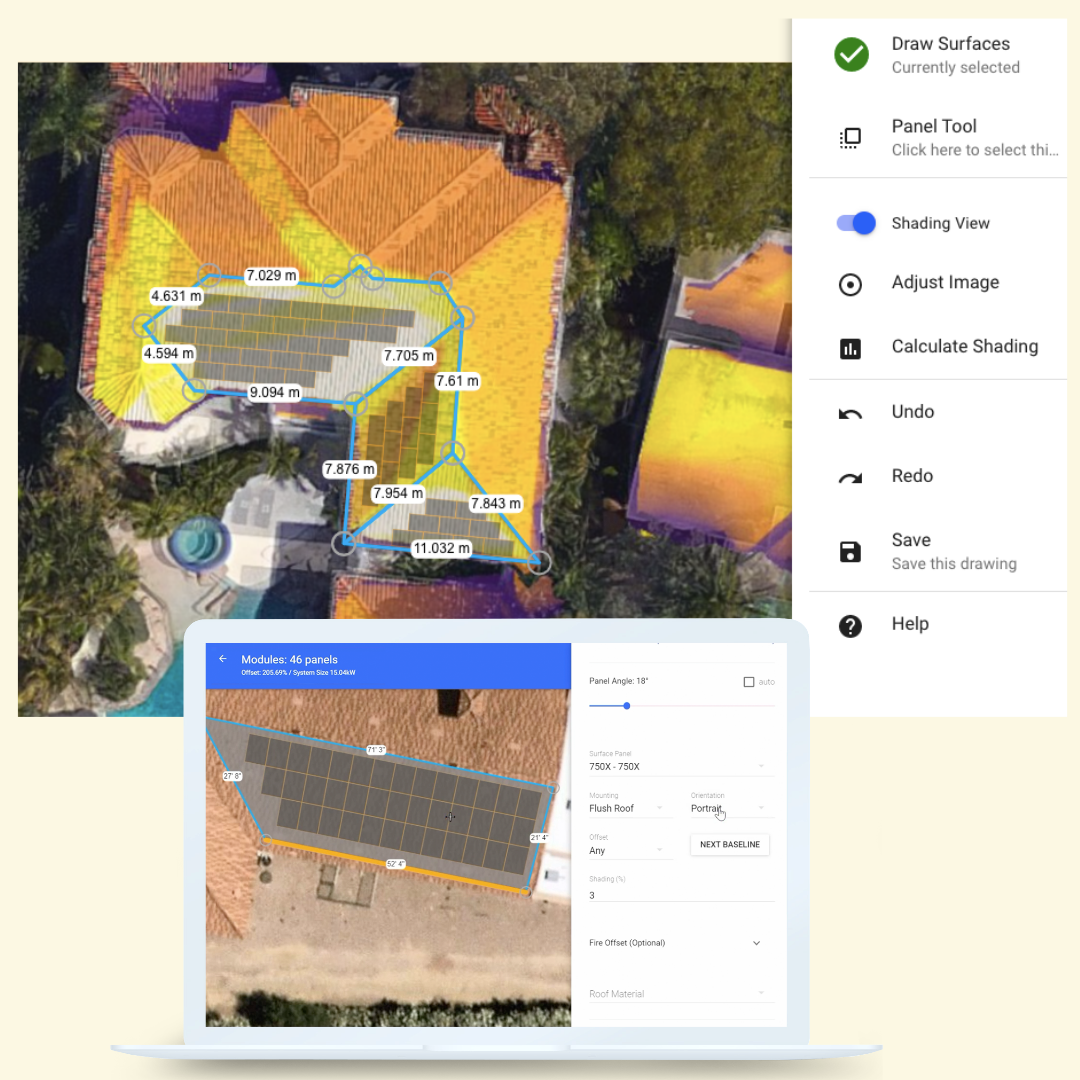 Draw Surfaces
Currently selected
Panel Tool
Click here to select thi...
Shading View
Adjust Image
Calculate Shading
Undo
Redo
Save
Save this drawing
Help
7.029 m
4.631 m
4.594 m
7.705 m
7.61 m
9.094 m
7.876 m
7.954 m
7.843 m
11.032 m
Modules: 46 panels
Offset: 205.69% / System Size 15.04kW
71' 3"
27' 8"
21' 4"
52' 4"
Panel Angle: 18°
auto
Surface Panel
750X - 750X
Mounting
Orientation
Flush Roof
Portrait
Offset
Any
NEXT BASELINE
Shading (%)
3
Fire Offset (Optional)
Roof Material